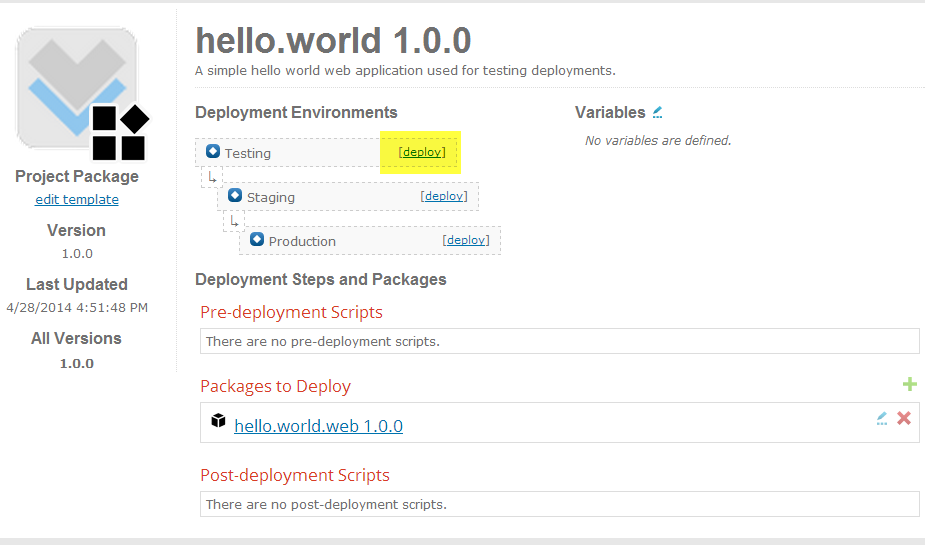 hello.world 1.0.0
A simple hello world web application used for testing deployments.
Project Package
edit template
Version
1.0.0
Last Updated
4/28/2014 4:51:48 PM
All Versions
1.0.0
Deployment Environments
Testing [deploy]
Staging [deploy]
Production [deploy]
Variables
No variables are defined.
Deployment Steps and Packages
Pre-deployment Scripts
There are no pre-deployment scripts.
Packages to Deploy
hello.world.web 1.0.0
Post-deployment Scripts
There are no post-deployment scripts.